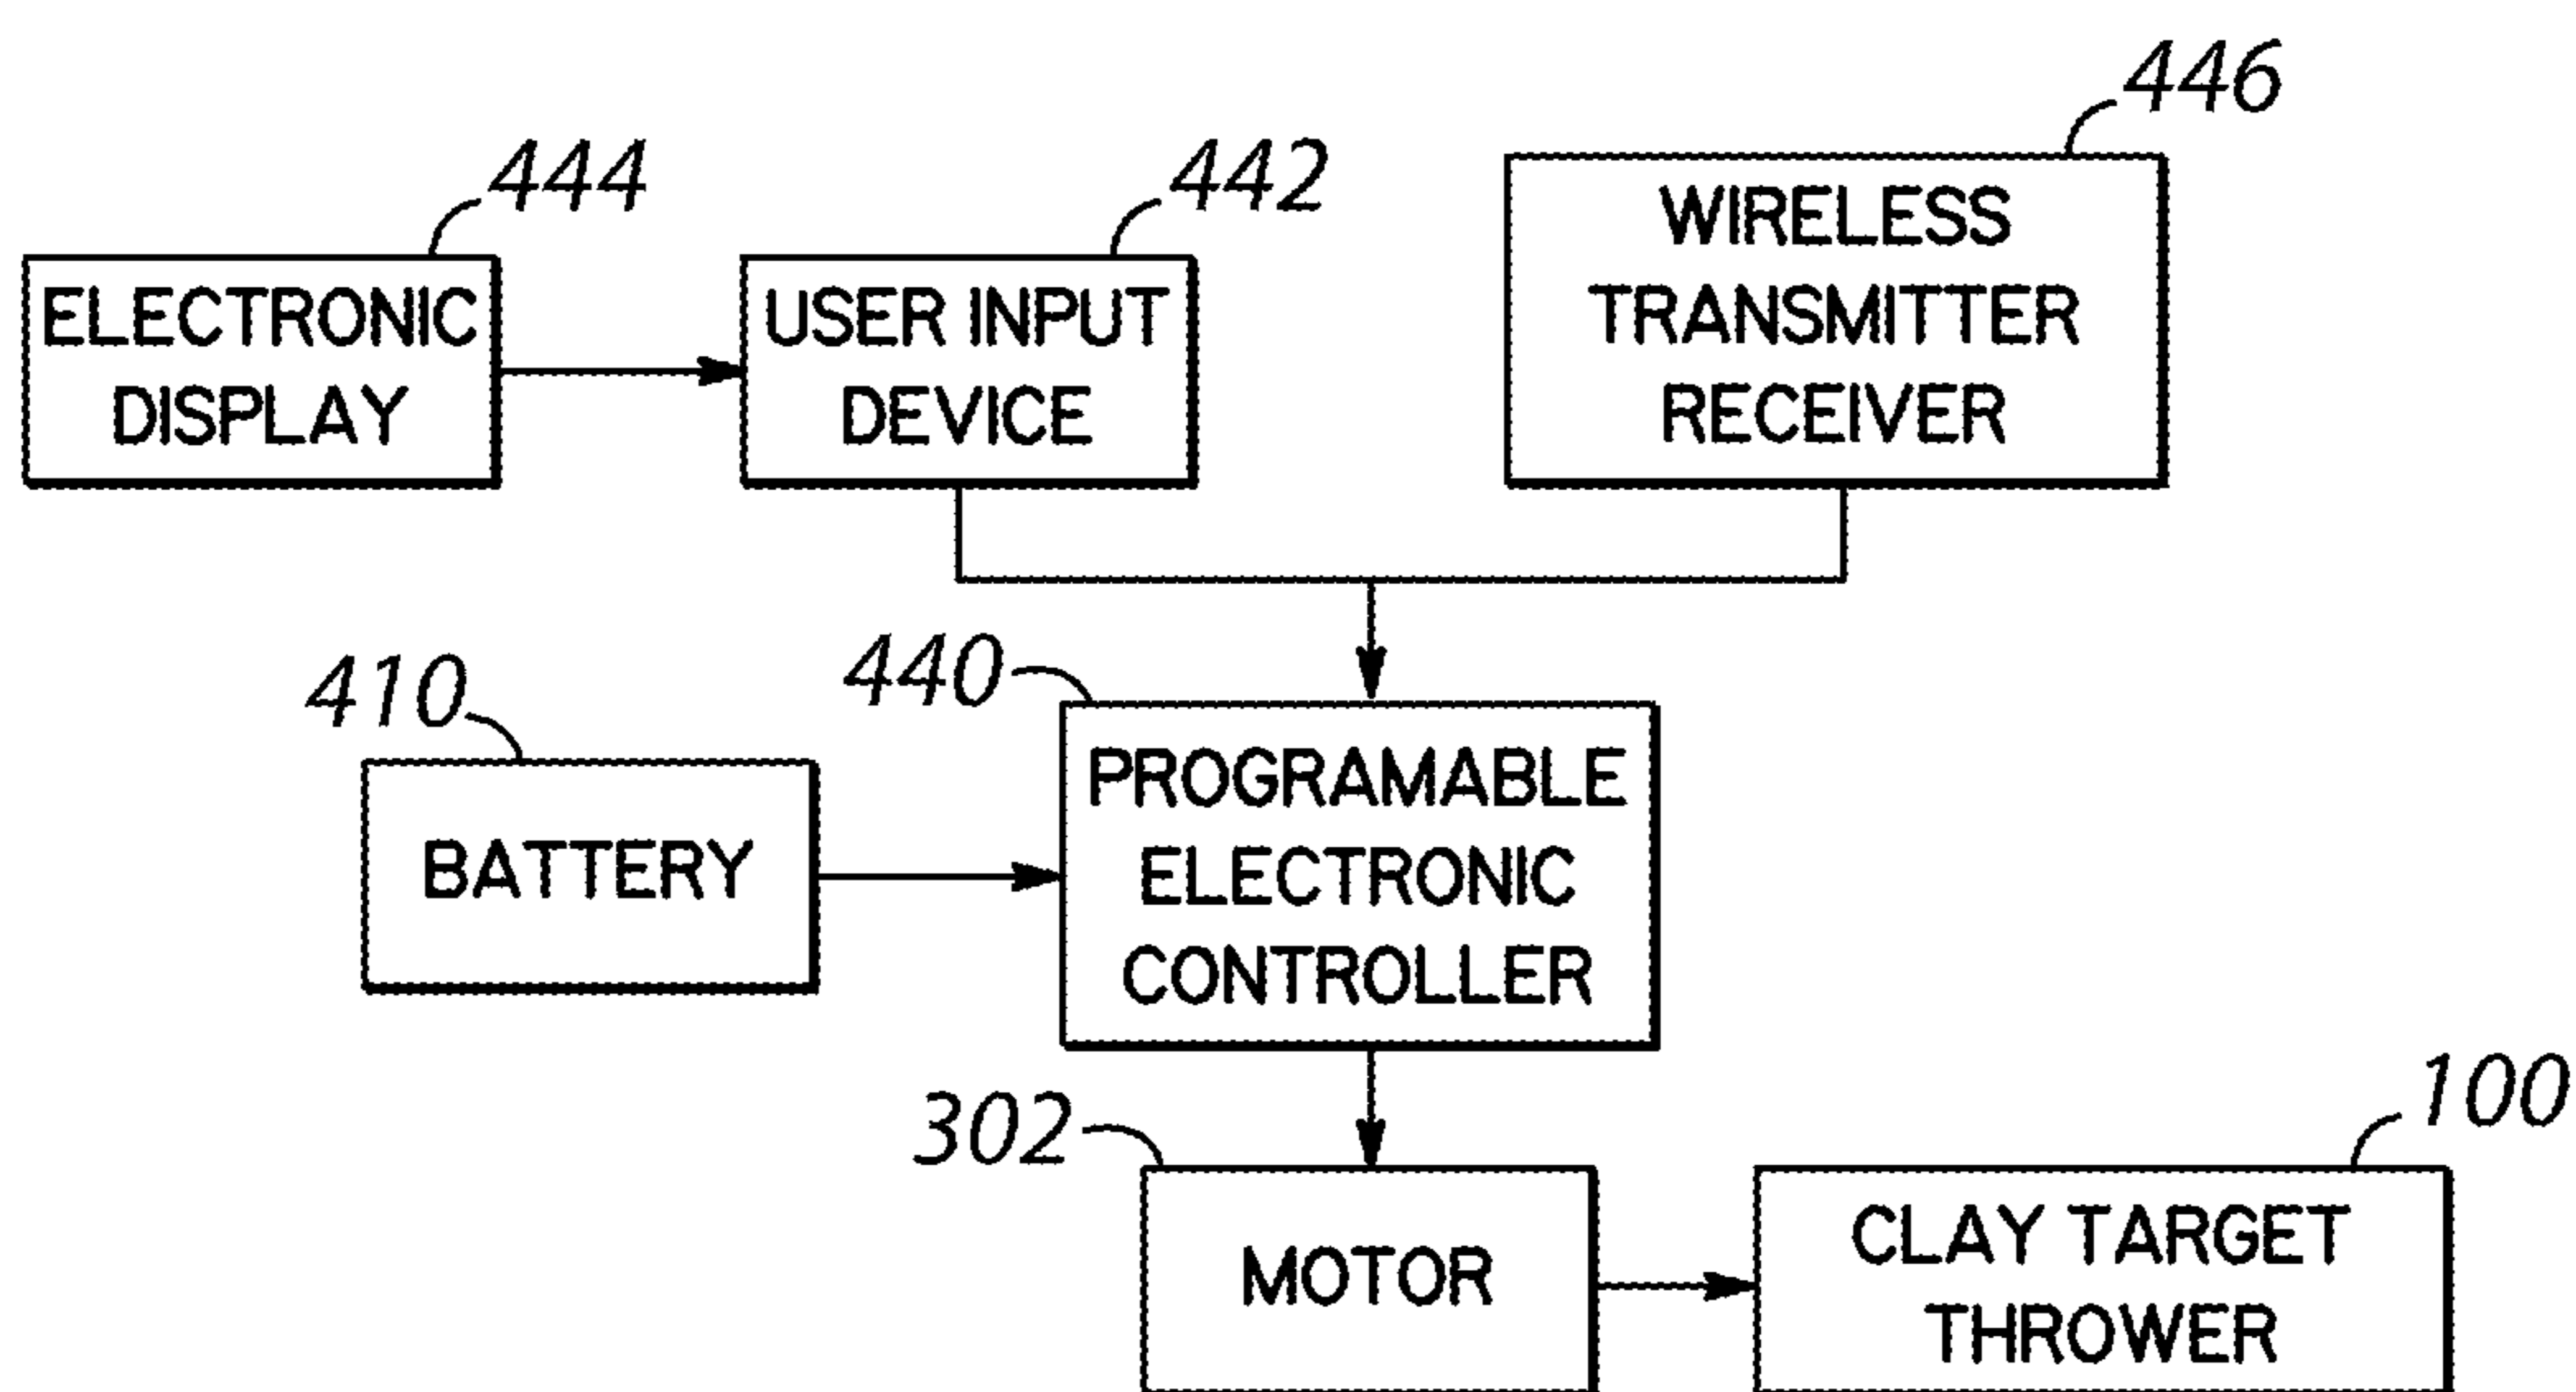 446
444
442
WIRELESS
TRANSMITTER
RECEIVER
ELECTRONIC
DISPLAY
USER INPUT
DEVICE
410
440
BATTERY
PROGRAMABLE
ELECTRONIC
CONTROLLER
302
100
MOTOR
CLAY TARGET
THROWER